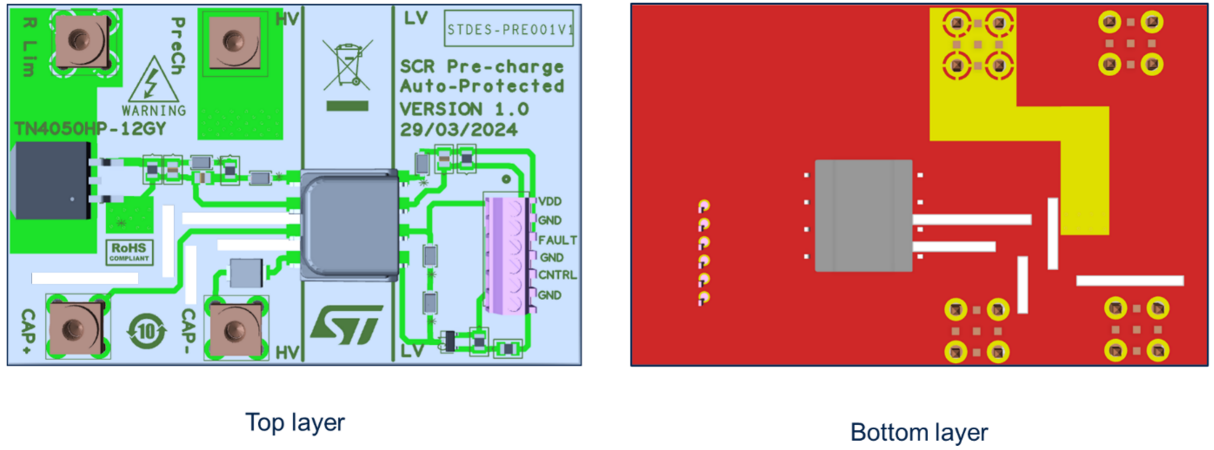 R Lim
PreCh
HV
LV
STDES-PRE001V1
WARNING
SCR Pre-charge
Auto-Protected
VERSION 1.0
29/03/2024
TN4050HP-12GY
VDD
GND
FAULT
GND
CNTRL
GND
RoHS
COMPLIANT
CAP+
10
CAP-
HV
ST
LV
Top layer
Bottom layer